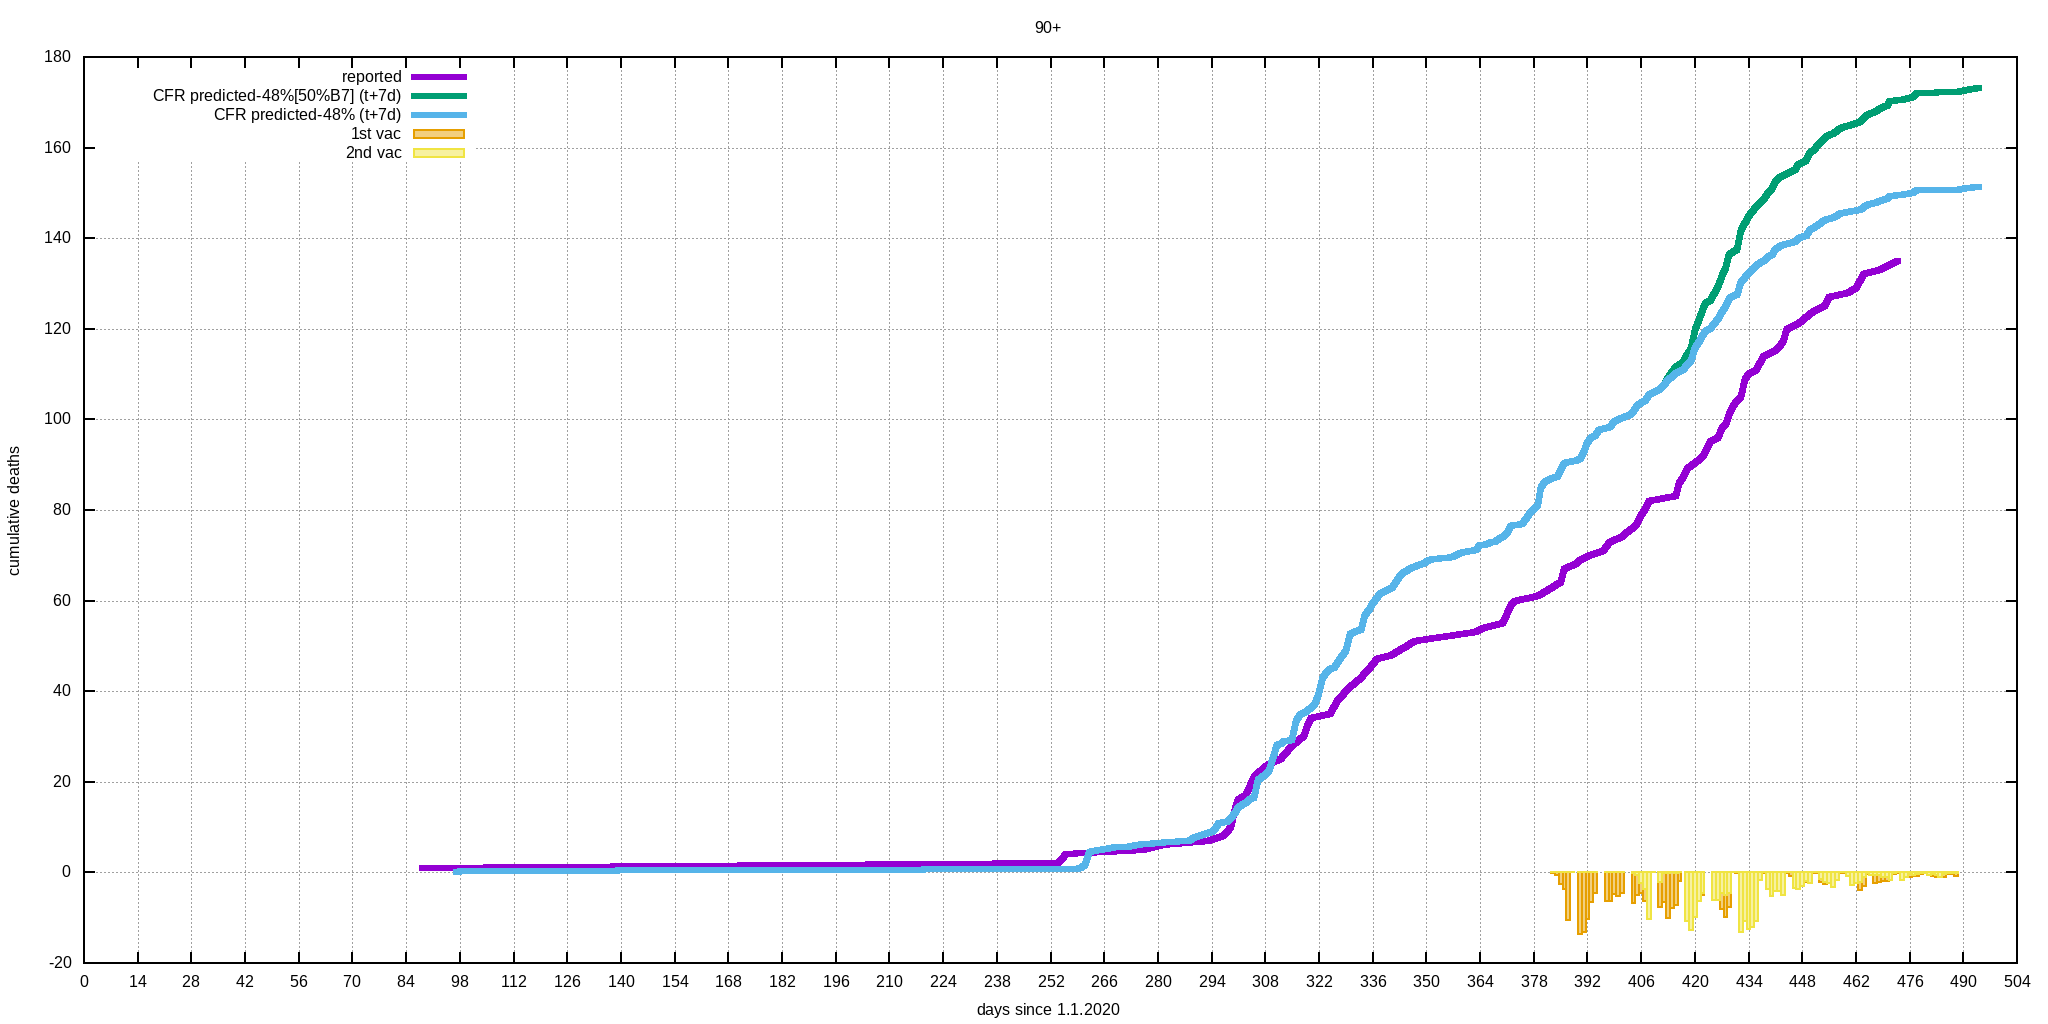 90+
reported
CFR predicted-48%[50%B7] (t+7d)
CFR predicted-48% (t+7d)
1st vac
2nd vac
180
160
140
120
100
80
60
40
20
0
-20
cumulative deaths
0 14 28 42 56 70 84 98 112 126 140 154 168 182 196 210 224 238 252 266 280 294 308 322 336 350 364 378 392 406 420 434 448 462 476 490 504
days since 1.1.2020